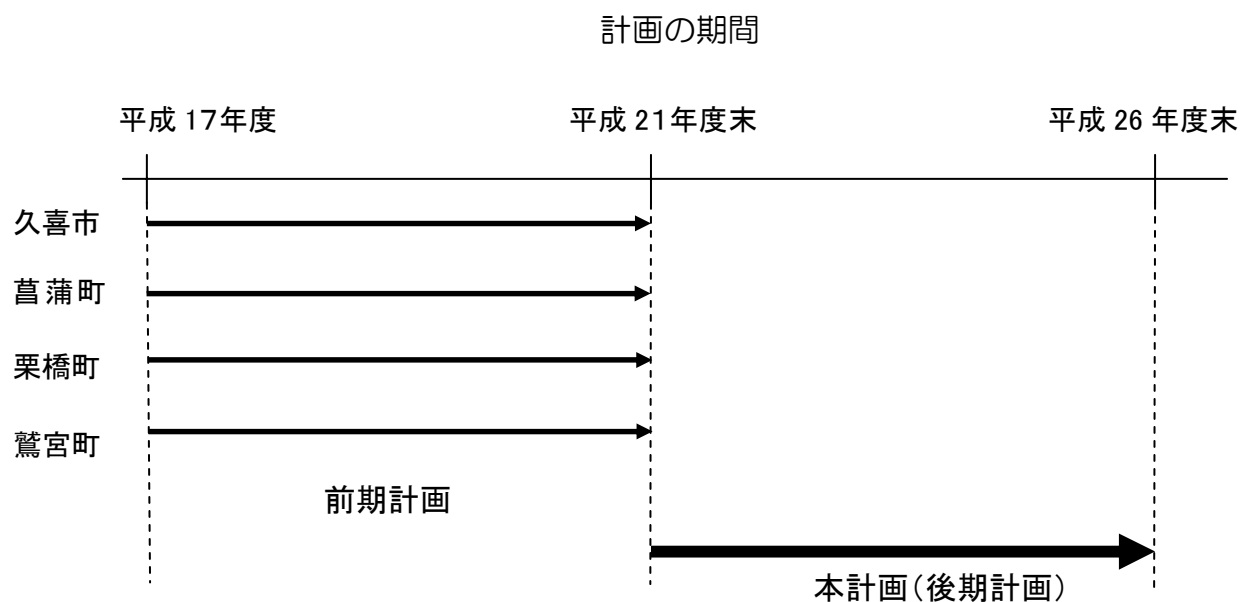 計画の期間
平成 17年度 平成 21年度末 平成 26 年度末
久喜市
菖蒲町
栗橋町
鷲宮町
前期計画
本計画（後期計画）